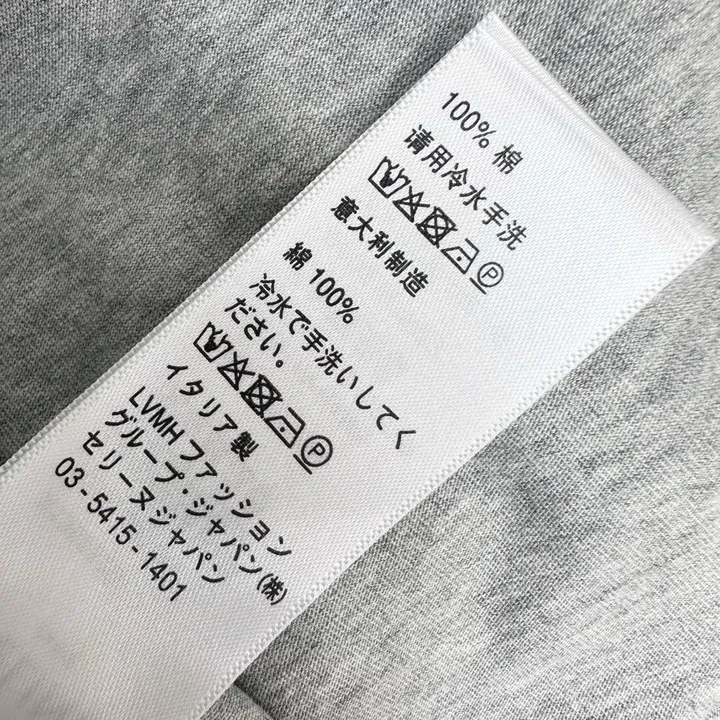 100% 棉
请用冷水手洗
P
意大利制造
綿 100%
冷水で手洗いしてく
ださい。
P
イタリア製
LVMH ファッション
グループ・ジャパン(株)
セリーヌジャパン
03-5415-1401